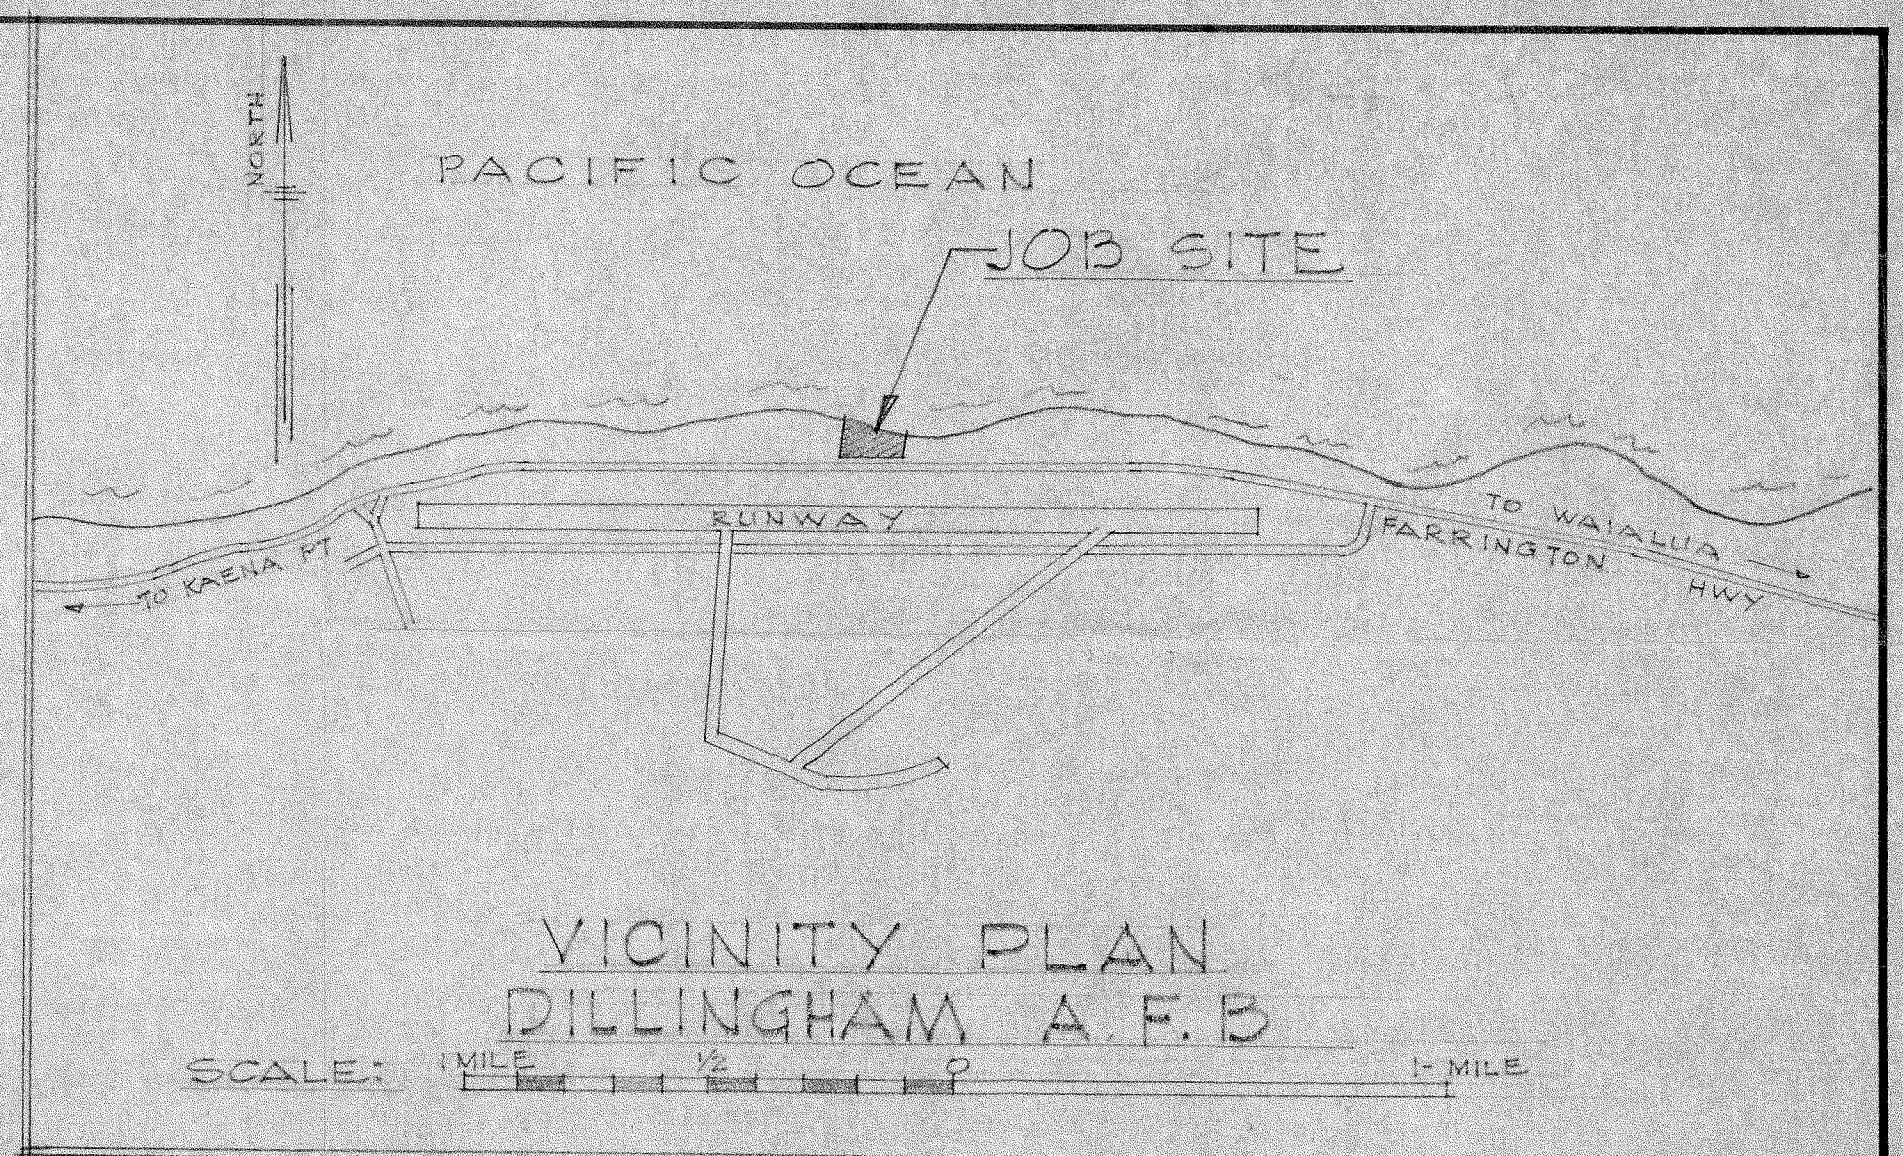 NORTH
PACIFIC OCEAN
JOB SITE
RUNWAY
TO WAIALUA
FARRINGTON HWY
TO KAENA PT
VICINITY PLAN
DILLINGHAM A.F.B
SCALE: 1 MILE 1/2 0 1- MILE